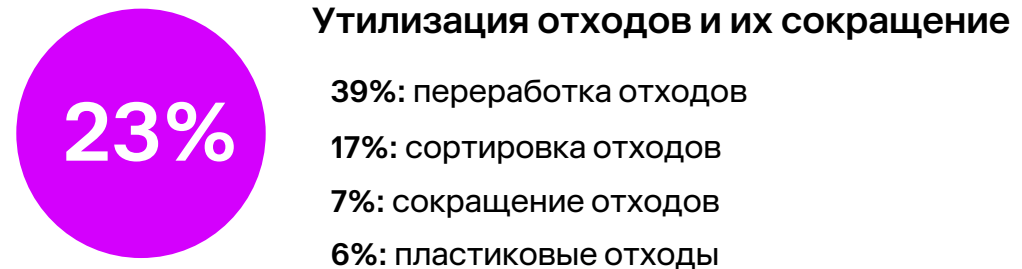 Утилизация отходов и их сокращение
23%
39%: переработка отходов
17%: сортировка отходов
7%: сокращение отходов
6%: пластиковые отходы